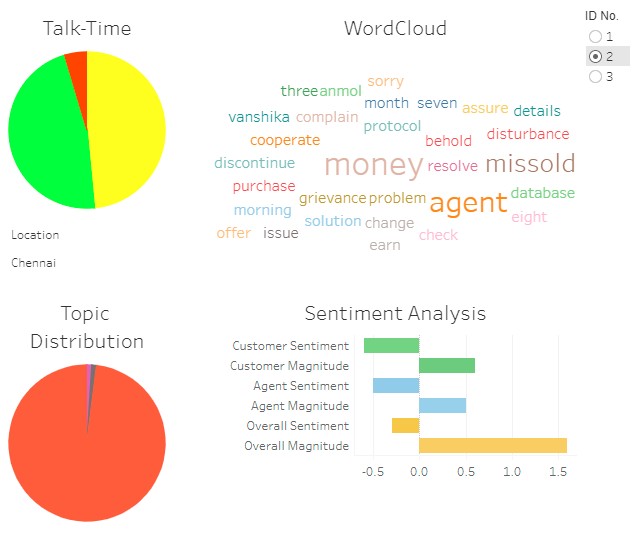 Talk-Time
WordCloud
ID No.
1
2
3
sorry
three anmol
month seven
assure details
vanshika complain
protocol
disturbance
cooperate
behold
discontinue
money
resolve
missold
purchase
grievance problem
agent
database
morning
solution
change
eight
offer
issue
check
earn
Location
Chennai
Topic
Distribution
Sentiment Analysis
Customer Sentiment
Customer Magnitude
Agent Sentiment
Agent Magnitude
Overall Sentiment
Overall Magnitude
-0.5 0.0 0.5 1.0 1.5